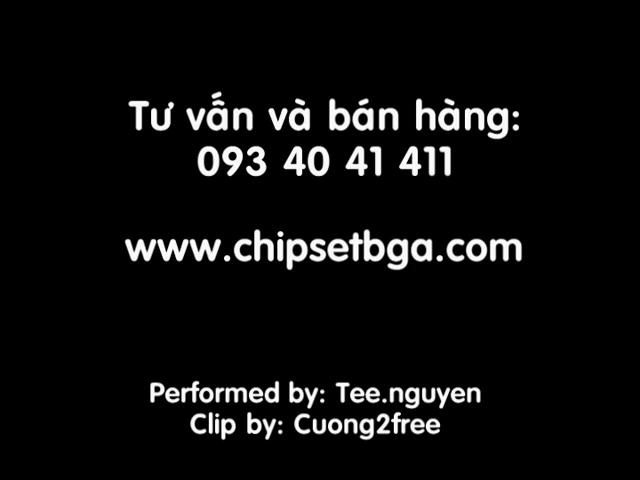 Tư vấn và bán hàng:
093 40 41 411
www.chipsetbga.com
Performed by: Tee.nguyen
Clip by: Cuong2free